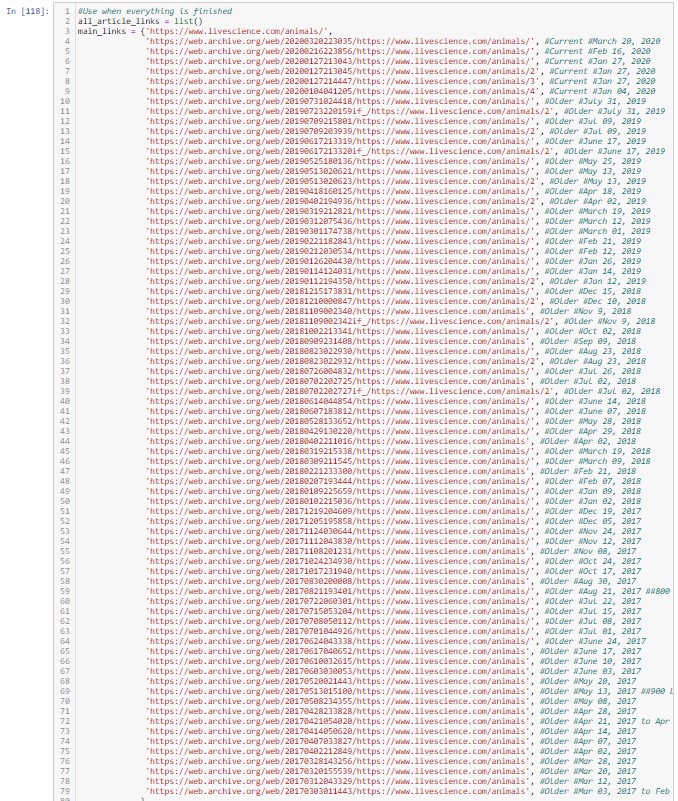 In [118]:
1 #Use when everything is finished
2 all_article_links = list()
3 main_links = {'https://www.livescience.com/animals/',
4 'https://web.archive.org/web/20200320223035/https://www.livescience.com/animals/', #Current #March 20, 2020
5 'https://web.archive.org/web/20200216223856/https://www.livescience.com/animals/', #Current #Feb 16, 2020
6 'https://web.archive.org/web/20200127213043/https://www.livescience.com/animals/', #Current #Jan 27, 2020
7 'https://web.archive.org/web/20200127213045/https://www.livescience.com/animals/2', #Current #Jan 27, 2020
8 'https://web.archive.org/web/20200127214447/https://www.livescience.com/animals/3', #Current #Jan 27, 2020
9 'https://web.archive.org/web/20200104041205/https://www.livescience.com/animals/4', #Current #Jan 04, 2020
10 'https://web.archive.org/web/20190731024418/https://www.livescience.com/animals/', #Older #July 31, 2019
11 'https://web.archive.org/web/20190723220159if_/https://www.livescience.com/animals/2', #Older #July 31, 2019
12 'https://web.archive.org/web/20190709215801/https://www.livescience.com/animals/', #Older #Jul 09, 2019
13 'https://web.archive.org/web/20190709203939/https://www.livescience.com/animals/2', #Older #Jul 09, 2019
14 'https://web.archive.org/web/20190617213319/https://www.livescience.com/animals/', #Older #June 17, 2019
15 'https://web.archive.org/web/20190617213320if_/https://www.livescience.com/animals/2', #Older #June 17, 2019
16 'https://web.archive.org/web/20190525180136/https://www.livescience.com/animals/', #Older #May 25, 2019
17 'https://web.archive.org/web/20190513020621/https://www.livescience.com/animals/', #Older #May 13, 2019
18 'https://web.archive.org/web/20190513020623/https://www.livescience.com/animals/2', #Older #May 13, 2019
19 'https://web.archive.org/web/20190418160125/https://www.livescience.com/animals/', #Older #Apr 18, 2019
20 'https://web.archive.org/web/20190402194936/https://www.livescience.com/animals/2', #Older #Apr 02, 2019
21 'https://web.archive.org/web/20190319212821/https://www.livescience.com/animals/', #Older #March 19, 2019
22 'https://web.archive.org/web/20190312075436/https://www.livescience.com/animals/', #Older #March 12, 2019
23 'https://web.archive.org/web/20190301174738/https://www.livescience.com/animals/', #Older #March 01, 2019
24 'https://web.archive.org/web/20190221182843/https://www.livescience.com/animals/', #Older #Feb 21, 2019
25 'https://web.archive.org/web/20190212030534/https://www.livescience.com/animals/', #Older #Feb 12, 2019
26 'https://web.archive.org/web/20190126204430/https://www.livescience.com/animals/', #Older #Jan 26, 2019
27 'https://web.archive.org/web/20190114124031/https://www.livescience.com/animals/', #Older #Jan 14, 2019
28 'https://web.archive.org/web/20190112194350/https://www.livescience.com/animals/2', #Older #Jan 12, 2019
29 'https://web.archive.org/web/20181215173831/https://www.livescience.com/animals/', #Older #Dec 15, 2018
30 'https://web.archive.org/web/20181210000847/https://www.livescience.com/animals/2', #Older #Dec 10, 2018
31 'https://web.archive.org/web/20181109002340/https://www.livescience.com/animals', #Older #Nov 9, 2018
32 'https://web.archive.org/web/20181109002342if_/https://www.livescience.com/animals/2', #Older #Nov 9, 2018
33 'https://web.archive.org/web/20181002213341/https://www.livescience.com/animals/', #Older #Oct 02, 2018
34 'https://web.archive.org/web/20180909231408/https://www.livescience.com/animals/', #Older #Sep 09, 2018
35 'https://web.archive.org/web/20180823022930/https://www.livescience.com/animals/', #Older #Aug 23, 2018
36 'https://web.archive.org/web/20180823022932/https://www.livescience.com/animals/2', #Older #Aug 23, 2018
37 'https://web.archive.org/web/20180726004832/https://www.livescience.com/animals/', #Older #Jul 26, 2018
38 'https://web.archive.org/web/20180702202725/https://www.livescience.com/animals', #Older #Jul 02, 2018
39 'https://web.archive.org/web/20180702202727if_/https://www.livescience.com/animals/2', #Older #Jul 02, 2018
40 'https://web.archive.org/web/20180614044854/https://www.livescience.com/animals/', #Older #June 14, 2018
41 'https://web.archive.org/web/20180607183812/https://www.livescience.com/animals/', #Older #June 07, 2018
42 'https://web.archive.org/web/20180528133652/https://www.livescience.com/animals/', #Older #May 28, 2018
43 'https://web.archive.org/web/20180429130220/https://www.livescience.com/animals/', #Older #Apr 29, 2018
44 'https://web.archive.org/web/20180402211016/https://www.livescience.com/animals', #Older #Apr 02, 2018
45 'https://web.archive.org/web/20180319215338/https://www.livescience.com/animals/', #Older #March 19, 2018
46 'https://web.archive.org/web/20180309211545/https://www.livescience.com/animals/', #Older #March 09, 2018
47 'https://web.archive.org/web/20180221233300/https://www.livescience.com/animals', #Older #Feb 21, 2018
48 'https://web.archive.org/web/20180207193444/https://www.livescience.com/animals/', #Older #Feb 07, 2018
49 'https://web.archive.org/web/20180109225659/https://www.livescience.com/animals/', #Older #Jan 09, 2018
50 'https://web.archive.org/web/20180102215036/https://www.livescience.com/animals/', #Older #Jan 02, 2018
51 'https://web.archive.org/web/20171219204609/https://www.livescience.com/animals/', #Older #Dec 19, 2017
52 'https://web.archive.org/web/20171205195858/https://www.livescience.com/animals/', #Older #Dec 05, 2017
53 'https://web.archive.org/web/20171124030644/https://www.livescience.com/animals/', #Older #Nov 24, 2017
54 'https://web.archive.org/web/20171112043830/https://www.livescience.com/animals/', #Older #Nov 12, 2017
55 'https://web.archive.org/web/20171108201231/https://www.livescience.com/animals', #Older #Nov 08, 2017
56 'https://web.archive.org/web/20171024234930/https://www.livescience.com/animals/', #Older #Oct 24, 2017
57 'https://web.archive.org/web/20171017231940/https://www.livescience.com/animals/', #Older #Oct 17, 2017
58 'https://web.archive.org/web/20170830200008/https://www.livescience.com/animals', #Older #Aug 30, 2017
59 'https://web.archive.org/web/20170821193401/https://www.livescience.com/animals/', #Older #Aug 21, 2017 ##800
60 'https://web.archive.org/web/20170722060301/https://www.livescience.com/animals/', #Older #Jul 22, 2017
61 'https://web.archive.org/web/20170715053204/https://www.livescience.com/animals/', #Older #Jul 15, 2017
62 'https://web.archive.org/web/20170708050112/https://www.livescience.com/animals/', #Older #Jul 08, 2017
63 'https://web.archive.org/web/20170701044926/https://www.livescience.com/animals/', #Older #Jul 01, 2017
64 'https://web.archive.org/web/20170624043338/https://www.livescience.com/animals/', #Older #June 24, 2017
65 'https://web.archive.org/web/20170617040652/https://www.livescience.com/animals', #Older #June 17, 2017
66 'https://web.archive.org/web/20170610032615/https://www.livescience.com/animals', #Older #June 10, 2017
67 'https://web.archive.org/web/20170603030053/https://www.livescience.com/animals', #Older #June 03, 2017
68 'https://web.archive.org/web/20170520021443/https://www.livescience.com/animals', #Older #May 20, 2017
69 'https://web.archive.org/web/20170513015100/https://www.livescience.com/animals', #Older #May 13, 2017 ##900 L
70 'https://web.archive.org/web/20170508234355/https://www.livescience.com/animals', #Older #May 08, 2017
71 'https://web.archive.org/web/20170428233828/https://www.livescience.com/animals', #Older #Apr 28, 2017
72 'https://web.archive.org/web/20170421054020/https://www.livescience.com/animals', #Older #Apr 21, 2017 to Apr
73 'https://web.archive.org/web/20170414050620/https://www.livescience.com/animals', #Older #Apr 14, 2017
74 'https://web.archive.org/web/20170407033827/https://www.livescience.com/animals', #Older #Apr 07, 2017
75 'https://web.archive.org/web/20170402212849/https://www.livescience.com/animals', #Older #Apr 02, 2017
76 'https://web.archive.org/web/20170328143256/https://www.livescience.com/animals', #Older #Mar 28, 2017
77 'https://web.archive.org/web/20170320155539/https://www.livescience.com/animals', #Older #Mar 20, 2017
78 'https://web.archive.org/web/20170312043329/https://www.livescience.com/animals', #Older #Mar 12, 2017
79 'https://web.archive.org/web/20170303011443/https://www.livescience.com/animals', #Older #Mar 03, 2017 to Feb